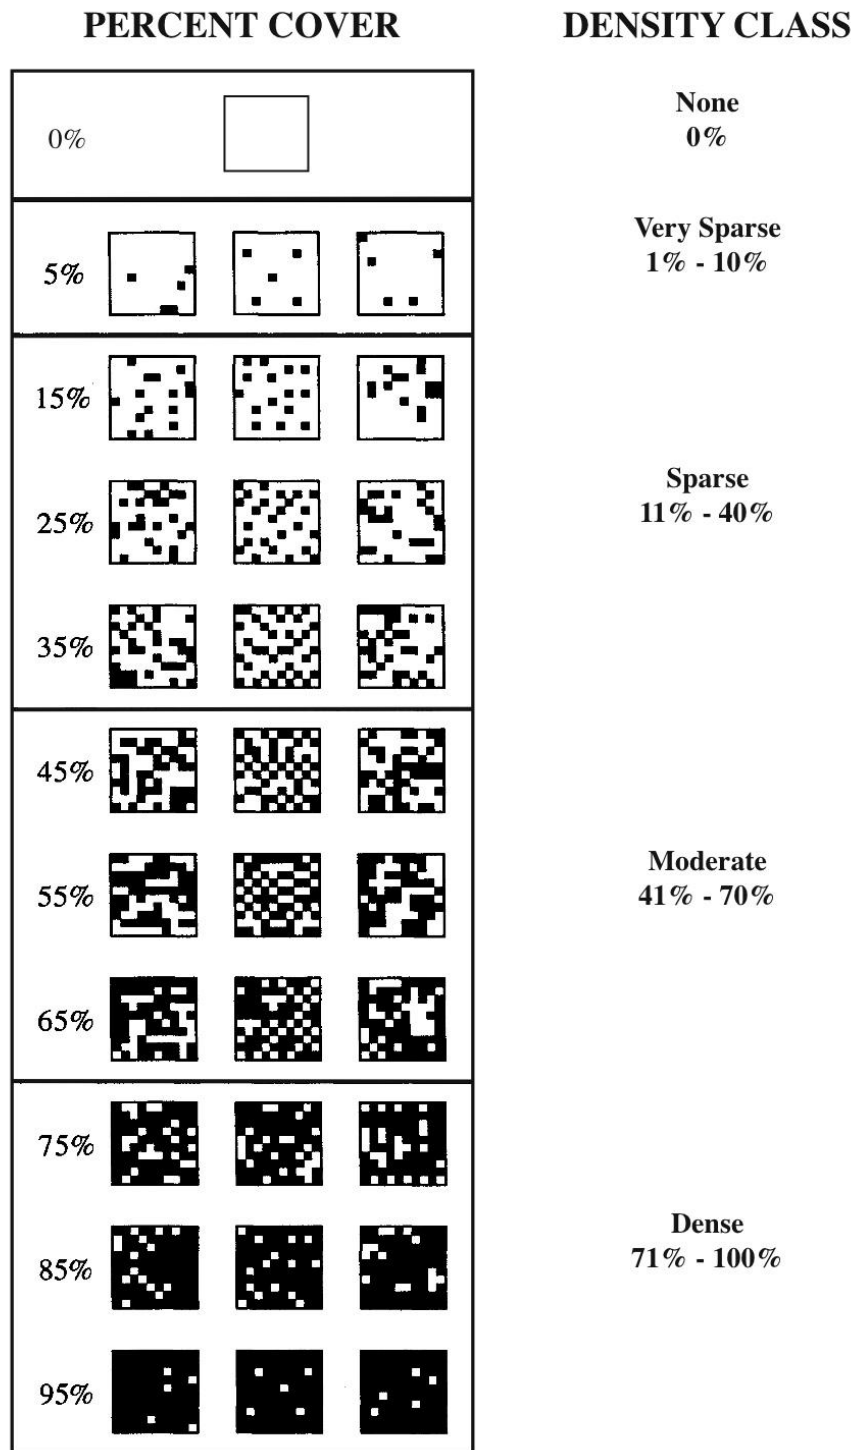 PERCENT COVER DENSITY CLASS
0%
None
0%
5%
Very Sparse
1% - 10%
15%
25%
35%
Sparse
11% - 40%
45%
55%
65%
Moderate
41% - 70%
75%
85%
95%
Dense
71% - 100%